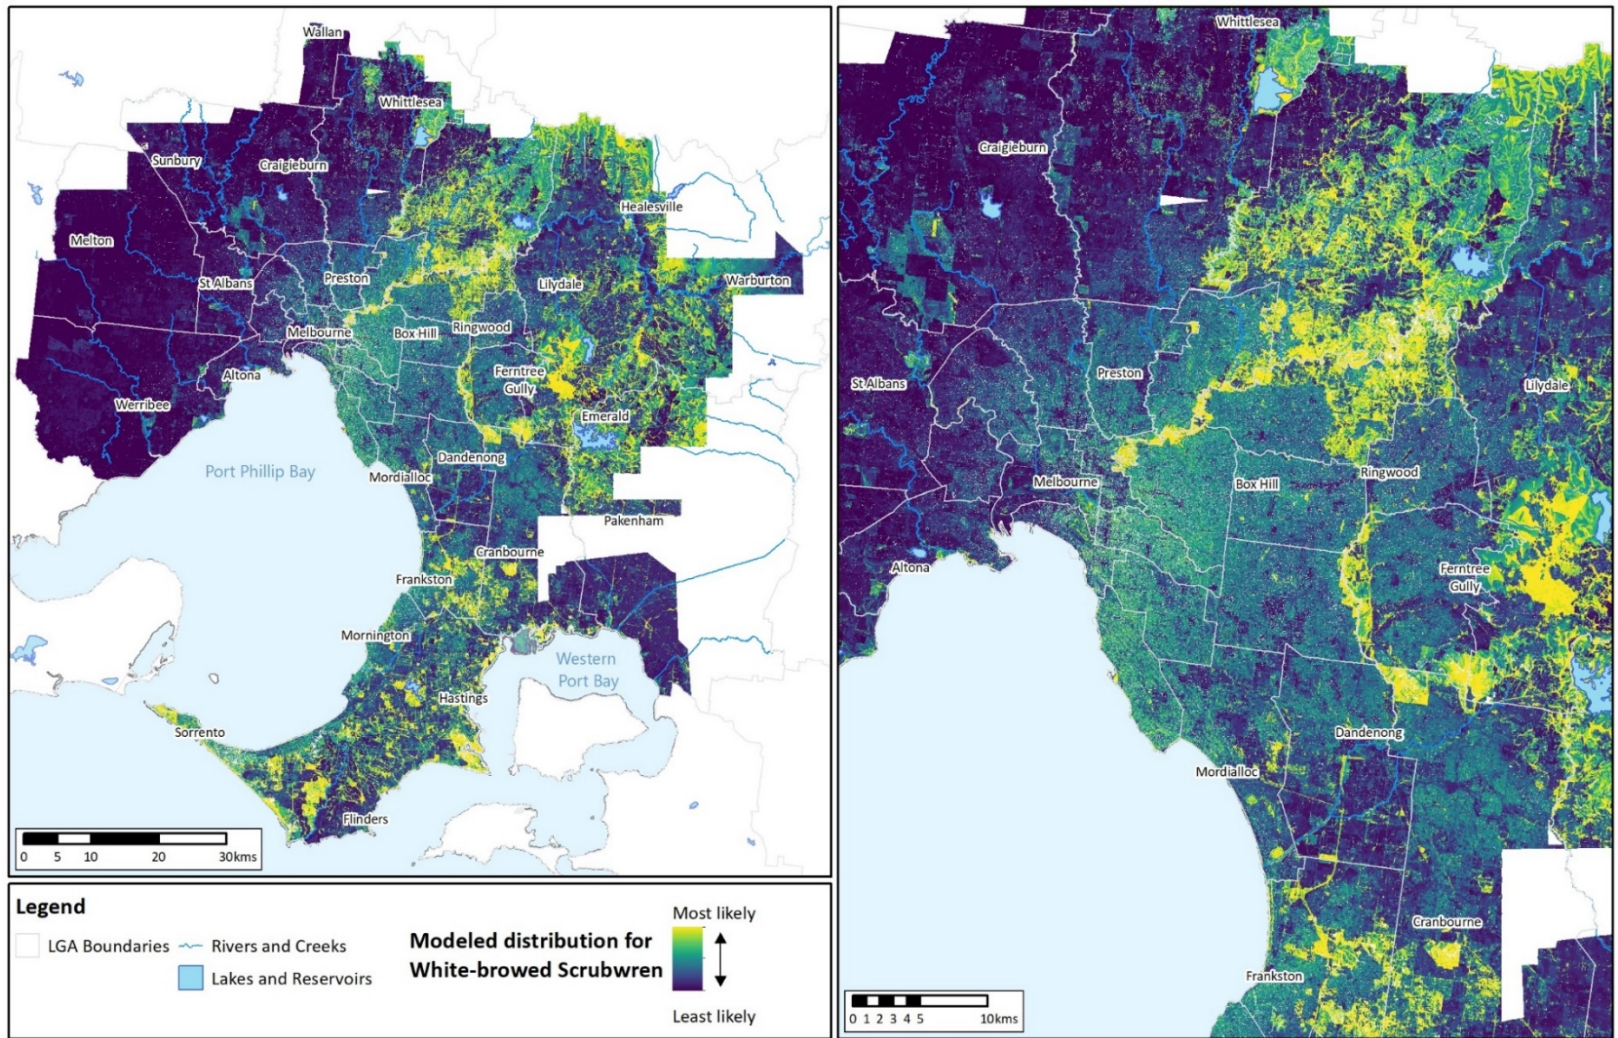 Wallan
Whittlesea
Sunbury
Craigieburn
Healesville
Melton
St Albans
Preston
Lilydale
Warburton
Melbourne
Box Hill
Ringwood
Altona
Ferntree
Gully
Werribee
Emerald
Port Phillip Bay
Dandenong
Mordialloc
Pakenham
Cranbourne
Frankston
Mornington
Western
Port Bay
Hastings
Sorrento
Flinders
0 5 10 20 30kms
Legend
LGA Boundaries
Rivers and Creeks
Lakes and Reservoirs
Modeled distribution for
White-browed Scrubwren
Most likely
Least likely
Whittlesea
Craigieburn
St Albans
Preston
Lilydale
Melbourne
Box Hill
Ringwood
Altona
Ferntree
Gully
Dandenong
Mordialloc
Cranbourne
Frankston
0 1 2 3 4 5 10kms